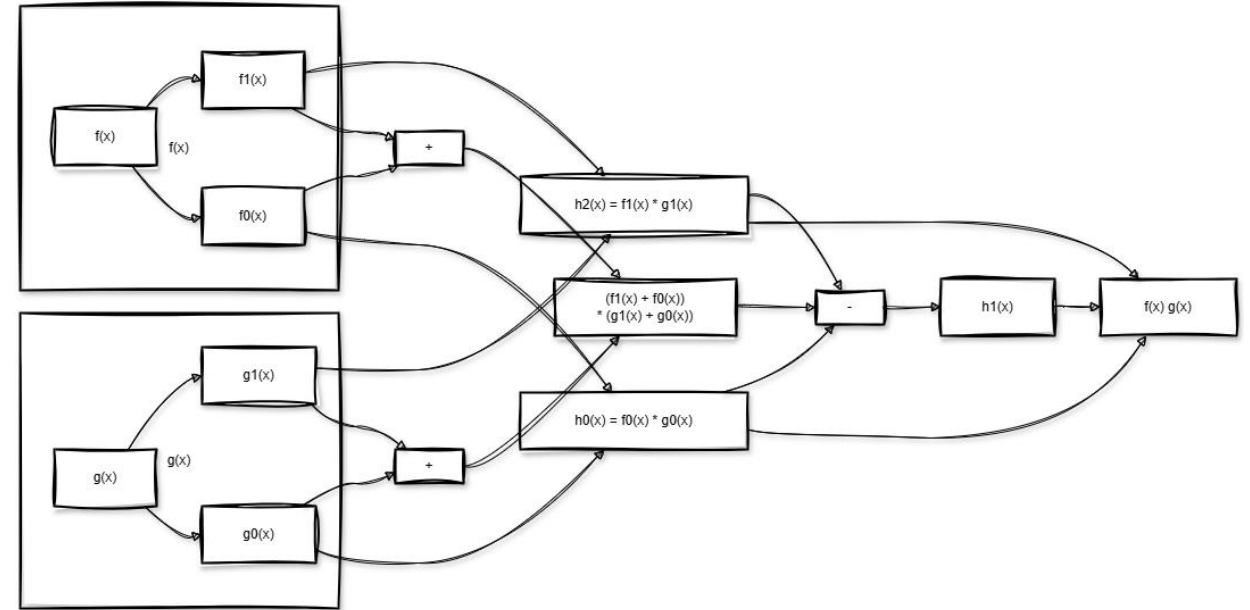 f1(x)
f(x)
f(x)
f0(x)
+
h2(x) = f1(x) * g1(x)
(f1(x) + f0(x))
* (g1(x) + g0(x))
-
h1(x)
f(x) g(x)
g1(x)
g(x)
g(x)
g0(x)
+
h0(x) = f0(x) * g0(x)